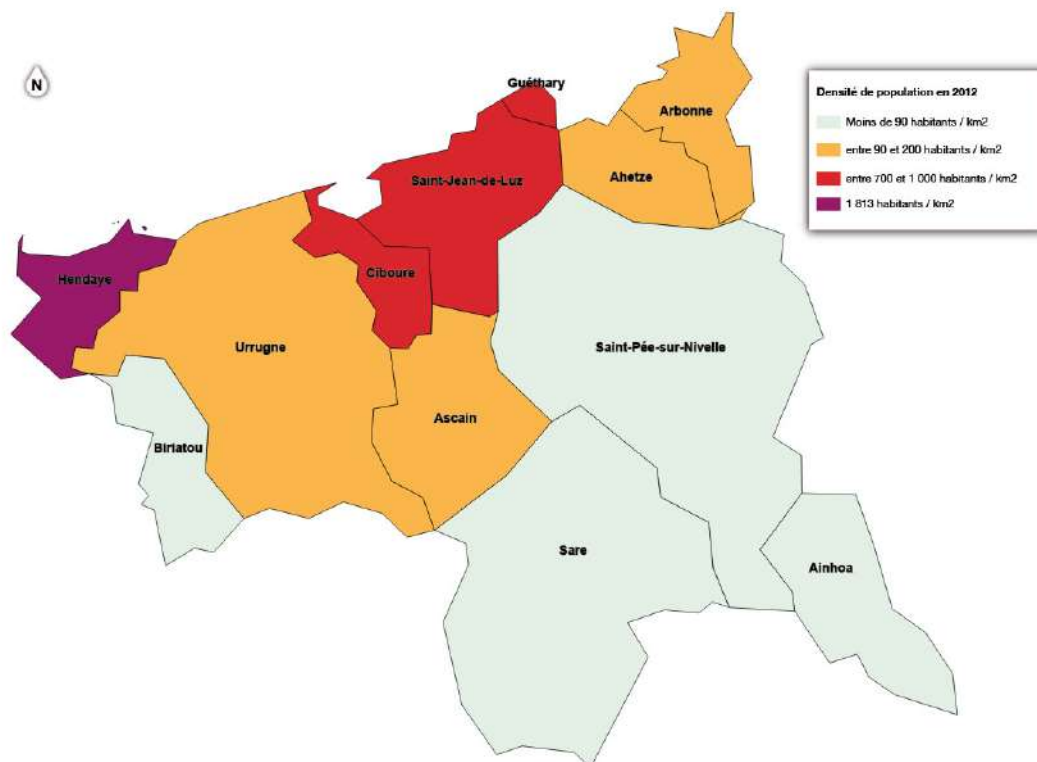 N
Guéthary
Arbonne
Saint-Jean-de-Luz
Ahetze
Hendaye
Ciboure
Urrugne
Saint-Pée-sur-Nivelle
Ascain
Biriatou
Sare
Ainhoa
Densité de population en 2012
Moins de 90 habitants / km2
entre 90 et 200 habitants / km2
entre 700 et 1 000 habitants / km2
1 813 habitants / km2